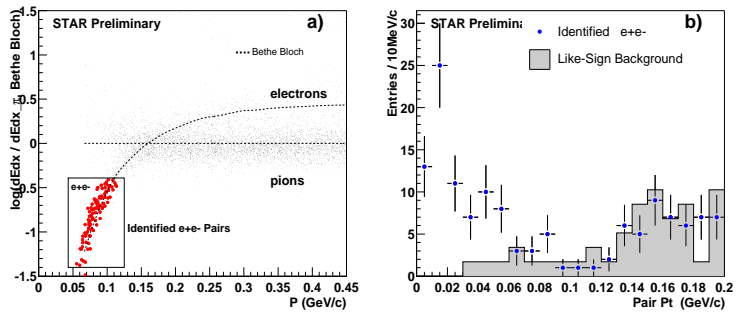 STAR Preliminary
a)
Bethe Bloch
electrons
pions
e+e-
Identified e+e- Pairs
log(dEdx / dEdx_π, Bethe Bloch)
1.5
1
0.5
0
-0.5
-1
-1.5
0 0.05 0.1 0.15 0.2 0.25 0.3 0.35 0.4 0.45
P (GeV/c)
STAR Prelimina
b)
Identified e+e-
Like-Sign Background
Entries / 10MeV/c
30
25
20
15
10
5
0
0 0.02 0.04 0.06 0.08 0.1 0.12 0.14 0.16 0.18 0.2
Pair Pt (GeV/c)